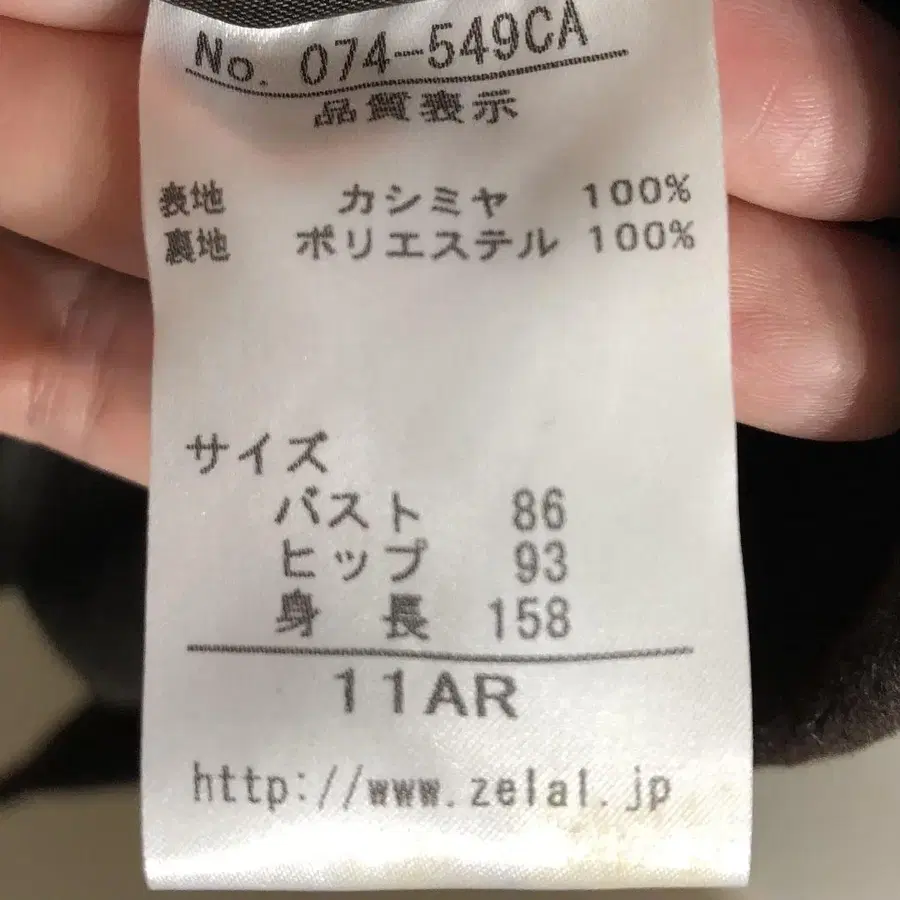 No. 074-549CA
品質表示
表地 カシミヤ 100%
裏地 ポリエステル 100%
サイズ
バスト 86
ヒップ 93
身長 158
11AR
http://www.zelal.jp